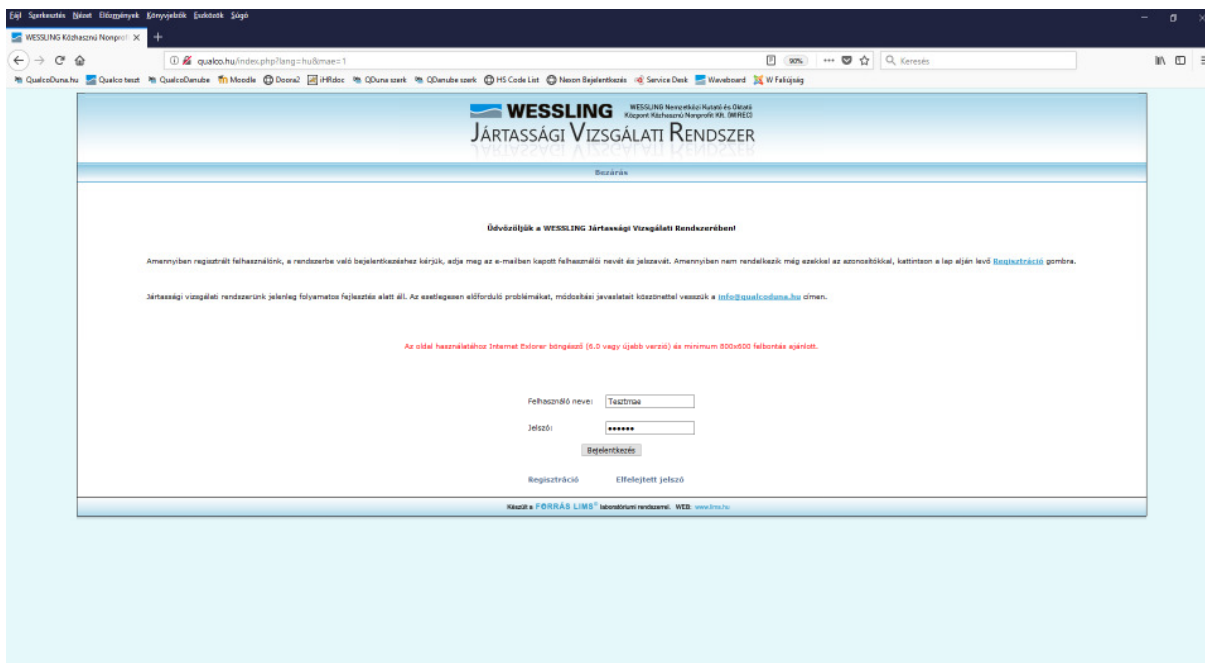 Fájl Szerkesztés Nézet Előzmények Könyvjelzők Eszközök Súgó
WESSLING Közhasznú Nonprofi
qualco.hu/index.php?lang=hu&mae=1
90%
Keresés
QualcoDuna.hu Qualco teszt QualcoDanube Moodle Doora2 iHRdoc QDuna szerk QDanube szerk HS Code List Nexon Bejelentkezés Service Desk Waveboard W Faliújság
WESSLING
WESSLING Nemzetközi Kutató és Oktató
Központ Közhasznú Nonprofit Kft. (WIREC)
JÁRTASSÁGI VIZSGÁLATI RENDSZER
Bezárás
Üdvözöljük a WESSLING Jártassági Vizsgálati Rendszerében!
Amennyiben regisztrált felhasználónk, a rendszerbe való bejelentkezéshez kérjük, adja meg az e-mailben kapott felhasználói nevét és jelszavát. Amennyiben nem rendelkezik még ezekkel az azonosítókkal, kattintson a lap alján levő Regisztráció gombra.
Jártassági vizsgálati rendszerünk jelenleg folyamatos fejlesztés alatt áll. Az esetlegesen előforduló problémákat, módosítási javaslatait köszönettel vesszük a info@qualcoduna.hu címen.
Az oldal használatához Internet Exlorer böngésző (6.0 vagy újabb verzió) és minimum 800x600 felbontás ajánlott.
Felhasználó neve: Tesztmae
Jelszó: ••••••
Bejelentkezés
Regisztráció Elfelejtett jelszó
Készült a FORRÁS LIMS® laboratóriumi rendszerrel. WEB: www.lims.hu